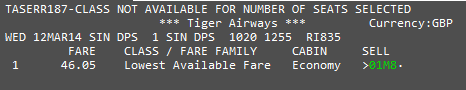 TASERR187-CLASS NOT AVAILABLE FOR NUMBER OF SEATS SELECTED
*** Tiger Airways *** Currency:GBP
WED 12MAR14 SIN DPS 1 SIN DPS 1020 1255 RI835
FARE CLASS / FARE FAMILY CABIN SELL
1 46.05 Lowest Available Fare Economy >01M8·